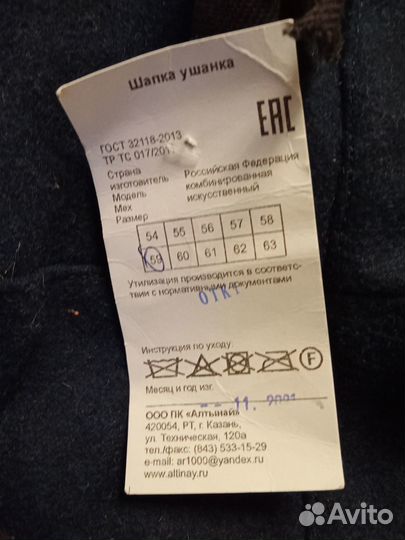 Шапка ушанка
EAC
ГОСТ 32118-2013
ТР ТС 017/201
Страна
изготовитель Российская Федерация
Модель комбинированная
Мех искусственный
Размер
54 55 56 57 58
59 60 61 62 63
Утилизация производится в соответс-
твии с нормативными документами
ОТК
Инструкции по уходу:
F
Месяц и год изг. 11.
ООО ПК «Алтынай»
420054, РТ, г. Казань,
ул. Техническая, 120а
тел./факс: (843) 533-15-29
e-mail: ar1000@yandex.ru
www.altinay.ru
Avito